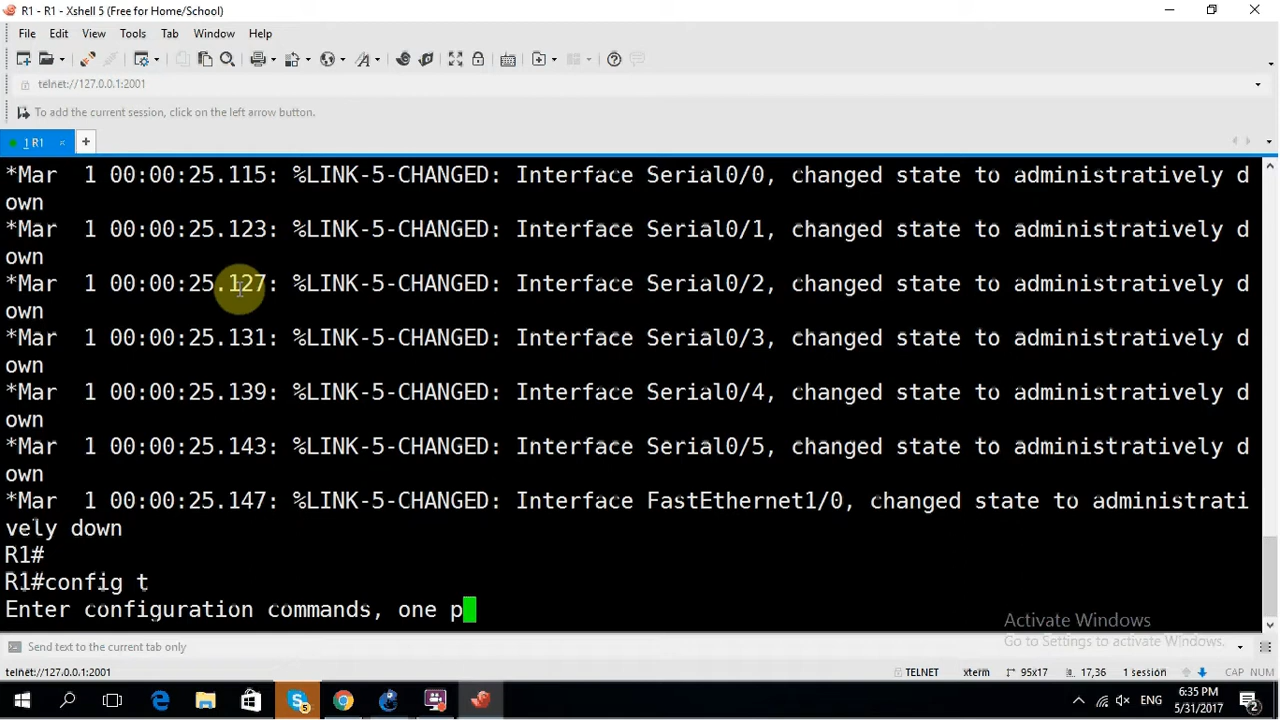 R1 - R1 - Xshell 5 (Free for Home/School)
File Edit View Tools Tab Window Help
telnet://127.0.0.1:2001
To add the current session, click on the left arrow button.
1 R1
*Mar  1 00:00:25.115: %LINK-5-CHANGED: Interface Serial0/0, changed state to administratively d
own
*Mar  1 00:00:25.123: %LINK-5-CHANGED: Interface Serial0/1, changed state to administratively d
own
*Mar  1 00:00:25.127: %LINK-5-CHANGED: Interface Serial0/2, changed state to administratively d
own
*Mar  1 00:00:25.131: %LINK-5-CHANGED: Interface Serial0/3, changed state to administratively d
own
*Mar  1 00:00:25.139: %LINK-5-CHANGED: Interface Serial0/4, changed state to administratively d
own
*Mar  1 00:00:25.143: %LINK-5-CHANGED: Interface Serial0/5, changed state to administratively d
own
*Mar  1 00:00:25.147: %LINK-5-CHANGED: Interface FastEthernet1/0, changed state to administrati
vely down
R1#
R1#config t
Enter configuration commands, one p
Activate Windows
Go to Settings to activate Windows.
Send text to the current tab only
telnet://127.0.0.1:2001 TELNET xterm 95x17 17,36 1 session CAP NUM
ENG 6:35 PM
5/31/2017 2